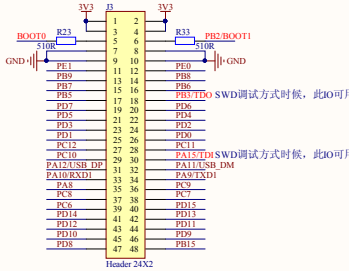 3V3 J3 3V3
1 2
3 4
BOOT0 R23 5 6 R33 PB2/BOOT1
510R 7 8 510R
GND 9 10 GND
PE1 11 12 PE0
PB9 13 14 PB8
PB7 15 16 PB6
PB5 17 18 PB3/TDO SWD调试方式时候，此IO可用
PD7 19 20 PD6
PD5 21 22 PD4
PD3 23 24 PD2
PD1 25 26 PD0
PC12 27 28 PC11
PC10 29 30 PA15/TDI SWD调试方式时候，此IO可用
PA12/USB_DP 31 32 PA11/USB_DM
PA10/RXD1 33 34 PA9/TXD1
PA8 35 36 PC9
PC8 37 38 PC7
PC6 39 40 PD15
PD14 41 42 PD13
PD12 43 44 PD11
PD10 45 46 PD9
PD8 47 48 PB15
Header 24X2